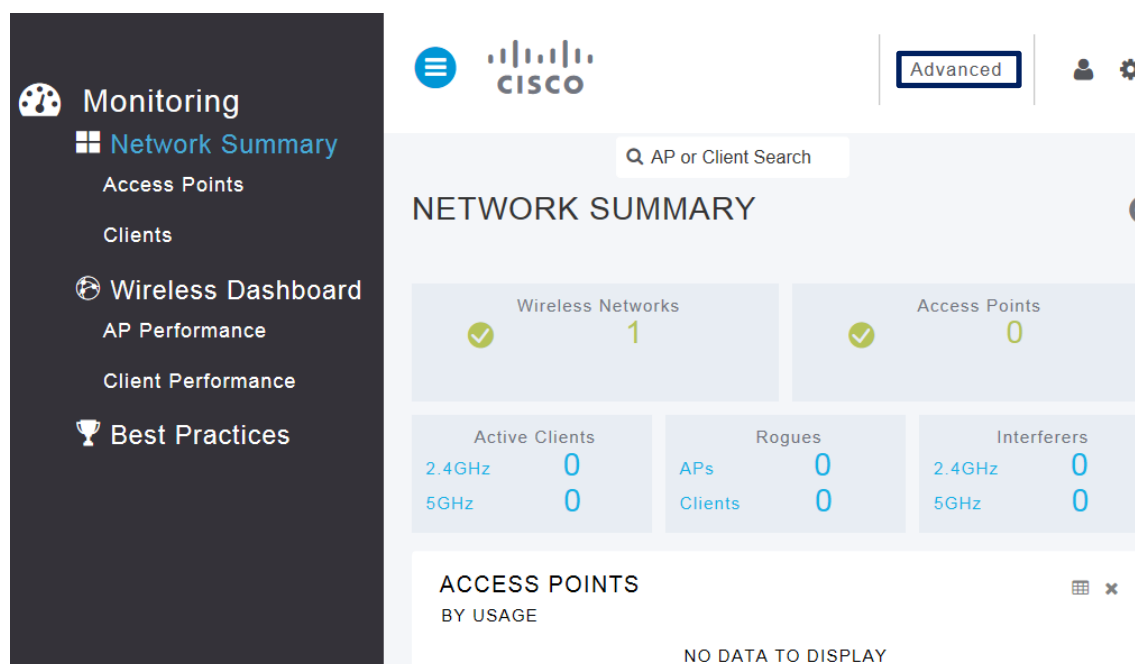 Monitoring
Network Summary
Access Points
Clients
Wireless Dashboard
AP Performance
Client Performance
Best Practices
CISCO
Advanced
AP or Client Search
NETWORK SUMMARY
Wireless Networks
1
Access Points
0
Active Clients
2.4GHz 0
5GHz 0
Rogues
APs 0
Clients 0
Interferers
2.4GHz 0
5GHz 0
ACCESS POINTS
BY USAGE
NO DATA TO DISPLAY